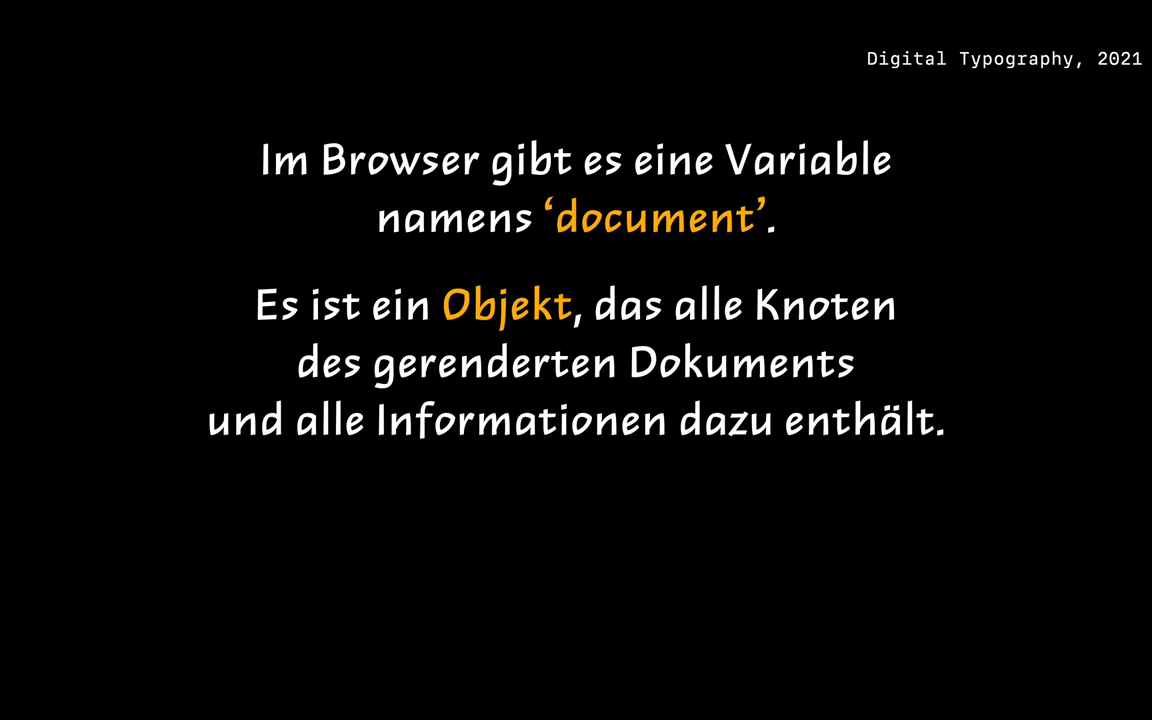 Digital Typography, 2021
Im Browser gibt es eine Variable
namens ‘document’.
Es ist ein Objekt, das alle Knoten
des gerenderten Dokuments
und alle Informationen dazu enthält.